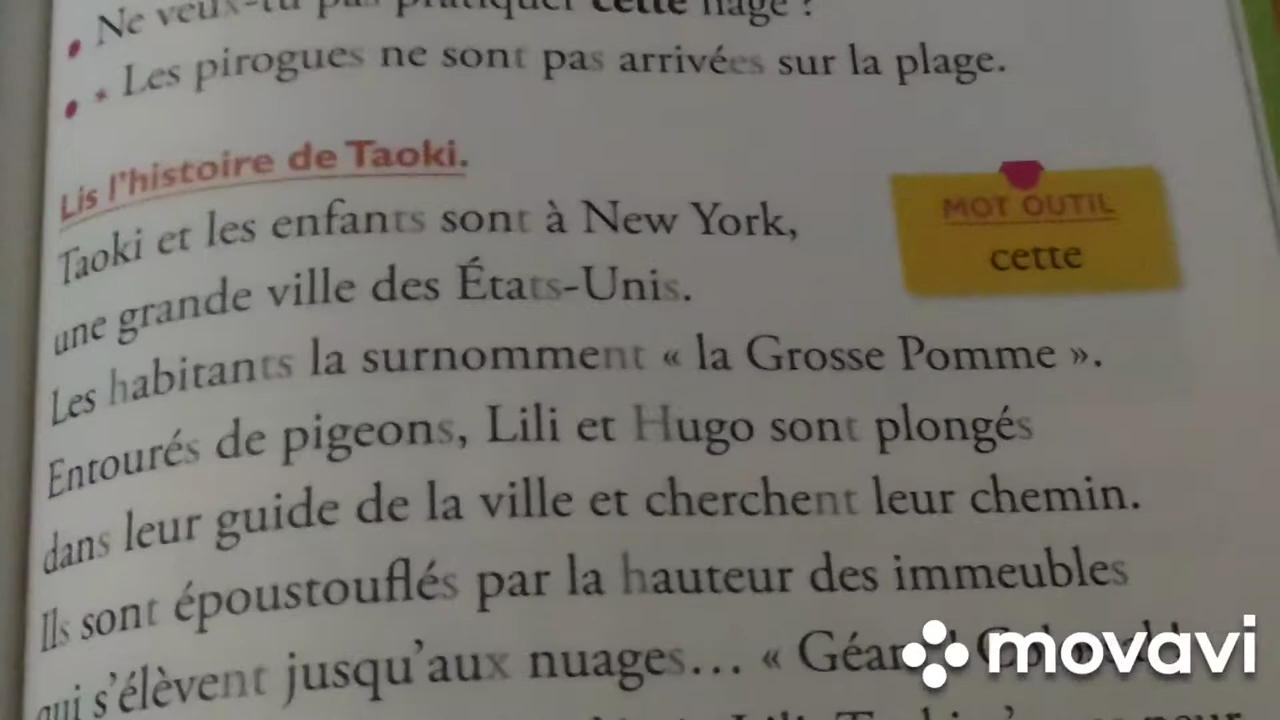 Ne veux-tu pas pratiquer cette nage ?
* Les pirogues ne sont pas arrivées sur la plage.
Lis l'histoire de Taoki.
Taoki et les enfants sont à New York,
une grande ville des États-Unis.
MOT OUTIL
cette
Les habitants la surnomment « la Grosse Pomme ».
Entourés de pigeons, Lili et Hugo sont plongés
dans leur guide de la ville et cherchent leur chemin.
Ils sont époustouflés par la hauteur des immeubles
qui s'élèvent jusqu'aux nuages... «
movavi